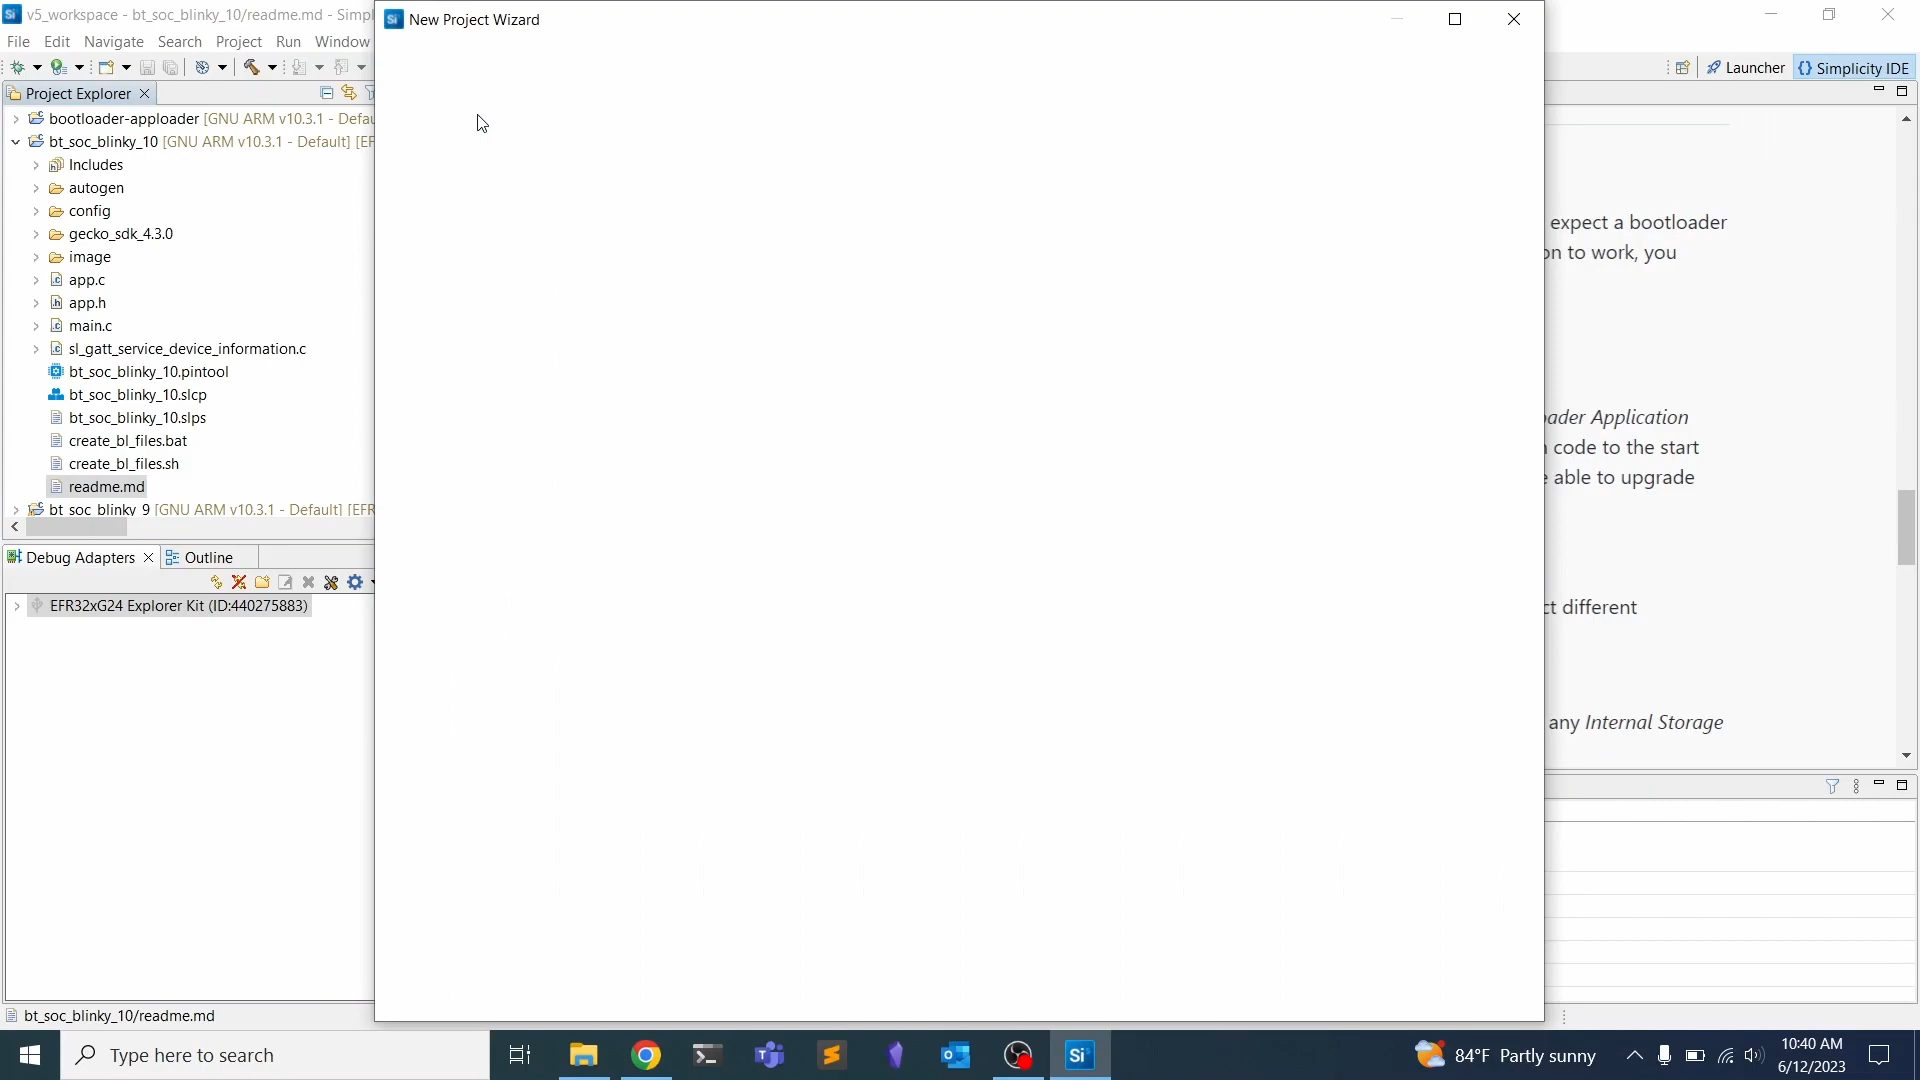 v5_workspace - bt_soc_blinky_10/readme.md - Simpl
New Project Wizard
File Edit Navigate Search Project Run Window
Launcher
Simplicity IDE
Project Explorer
bootloader-apploader [GNU ARM v10.3.1 - Defau
bt_soc_blinky_10 [GNU ARM v10.3.1 - Default] [EF
Includes
autogen
config
gecko_sdk_4.3.0
image
app.c
app.h
main.c
sl_gatt_service_device_information.c
bt_soc_blinky_10.pintool
bt_soc_blinky_10.slcp
bt_soc_blinky_10.slps
create_bl_files.bat
create_bl_files.sh
readme.md
bt_soc_blinky_9 [GNU ARM v10.3.1 - Default] [EFR
expect a bootloader
on to work, you
oader Application
code to the start
able to upgrade
ct different
any Internal Storage
Debug Adapters
Outline
EFR32xG24 Explorer Kit (ID:440275883)
bt_soc_blinky_10/readme.md
Type here to search
Si
84°F Partly sunny
10:40 AM
6/12/2023